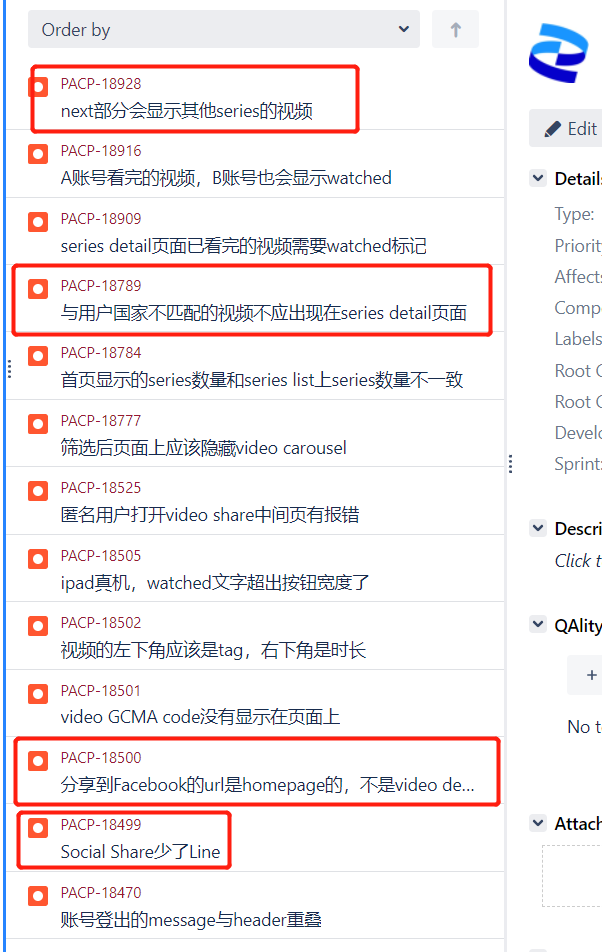 Order by
PACP-18928
next部分会显示其他series的视频
PACP-18916
A账号看完的视频，B账号也会显示watched
PACP-18909
series detail页面已看完的视频需要watched标记
PACP-18789
与用户国家不匹配的视频不应出现在series detail页面
PACP-18784
首页显示的series数量和series list上series数量不一致
PACP-18777
筛选后页面上应该隐藏video carousel
PACP-18525
匿名用户打开video share中间页有报错
PACP-18505
ipad真机，watched文字超出按钮宽度了
PACP-18502
视频的左下角应该是tag，右下角是时长
PACP-18501
video GCMA code没有显示在页面上
PACP-18500
分享到Facebook的url是homepage的，不是video de...
PACP-18499
Social Share少了Line
PACP-18470
账号登出的message与header重叠
Edit
Details
Type:
Priorit
Affects
Comp
Labels
Root C
Root C
Develo
Sprint:
Descri
Click t
QAlity
+
No t
Attach